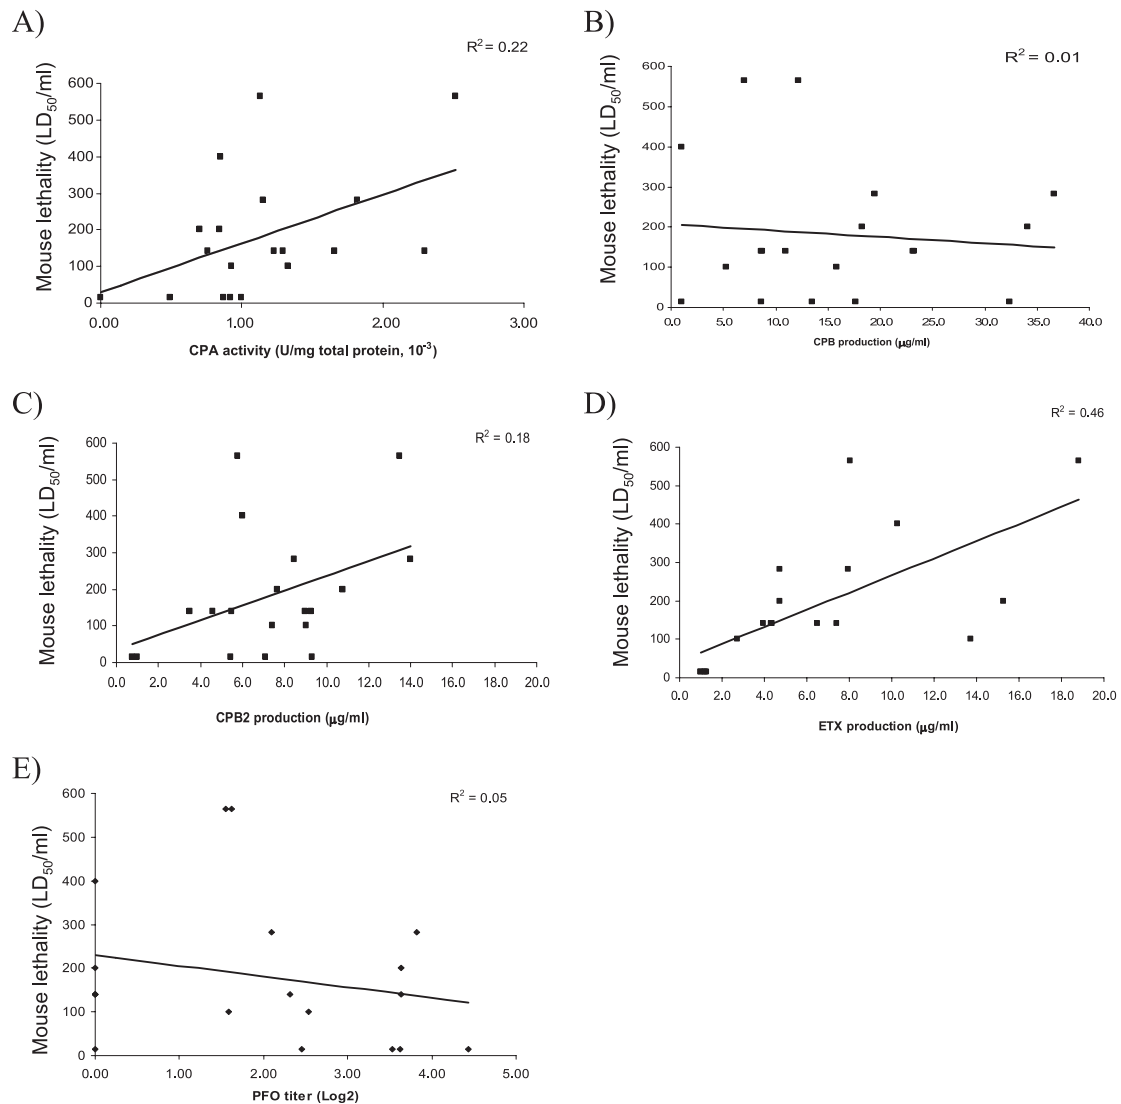 A)
R² = 0.22
Mouse lethality (LD₅₀/ml)
600
500
400
300
200
100
0
0.00 1.00 2.00 3.00
CPA activity (U/mg total protein, 10⁻³)
B)
R² = 0.01
Mouse lethality (LD₅₀/ml)
600
500
400
300
200
100
0
0.0 5.0 10.0 15.0 20.0 25.0 30.0 35.0 40.0
CPB production (µg/ml)
C)
R² = 0.18
Mouse lethality (LD₅₀/ml)
600
500
400
300
200
100
0
0.0 2.0 4.0 6.0 8.0 10.0 12.0 14.0 16.0 18.0 20.0
CPB2 production (µg/ml)
D)
R² = 0.46
Mouse lethality (LD₅₀/ml)
600
500
400
300
200
100
0
0.0 2.0 4.0 6.0 8.0 10.0 12.0 14.0 16.0 18.0 20.0
ETX production (µg/ml)
E)
R² = 0.05
Mouse lethality (LD₅₀/ml)
600
500
400
300
200
100
0
0.00 1.00 2.00 3.00 4.00 5.00
PFO titer (Log2)